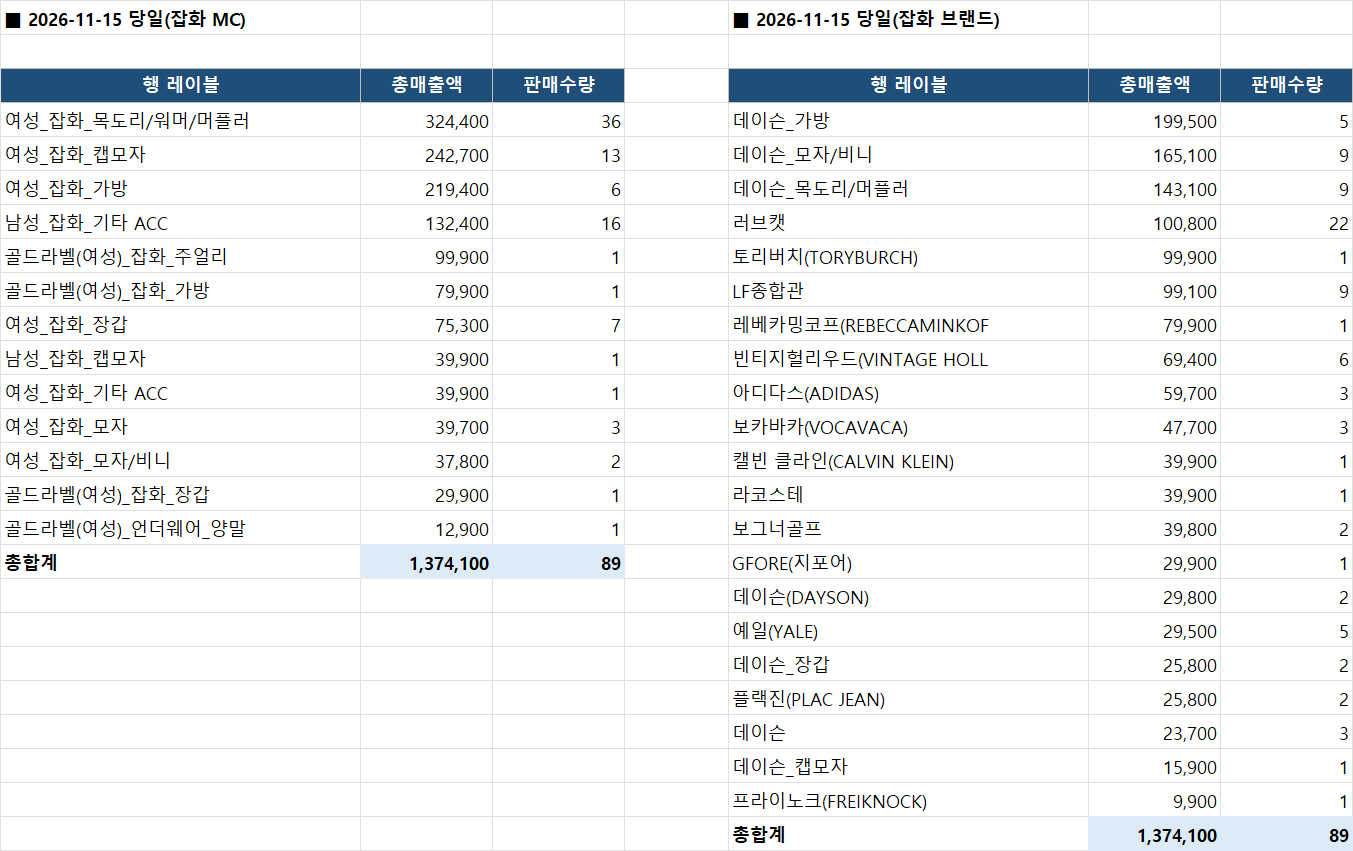 ■ 2026-11-15 당일(잡화 MC)
행 레이블 총매출액 판매수량
여성_잡화_목도리/워머/머플러 324,400 36
여성_잡화_캡모자 242,700 13
여성_잡화_가방 219,400 6
남성_잡화_기타 ACC 132,400 16
골드라벨(여성)_잡화_주얼리 99,900 1
골드라벨(여성)_잡화_가방 79,900 1
여성_잡화_장갑 75,300 7
남성_잡화_캡모자 39,900 1
여성_잡화_기타 ACC 39,900 1
여성_잡화_모자 39,700 3
여성_잡화_모자/비니 37,800 2
골드라벨(여성)_잡화_장갑 29,900 1
골드라벨(여성)_언더웨어_양말 12,900 1
총합계 1,374,100 89
■ 2026-11-15 당일(잡화 브랜드)
행 레이블 총매출액 판매수량
데이슨_가방 199,500 5
데이슨_모자/비니 165,100 9
데이슨_목도리/머플러 143,100 9
러브캣 100,800 22
토리버치(TORYBURCH) 99,900 1
LF종합관 99,100 9
레베카밍코프(REBECCAMINKOF 79,900 1
빈티지헐리우드(VINTAGE HOLL 69,400 6
아디다스(ADIDAS) 59,700 3
보카바카(VOCAVACA) 47,700 3
캘빈 클라인(CALVIN KLEIN) 39,900 1
라코스테 39,900 1
보그너골프 39,800 2
GFORE(지포어) 29,900 1
데이슨(DAYSON) 29,800 2
예일(YALE) 29,500 5
데이슨_장갑 25,800 2
플랙진(PLAC JEAN) 25,800 2
데이슨 23,700 3
데이슨_캡모자 15,900 1
프라이노크(FREIKNOCK) 9,900 1
총합계 1,374,100 89